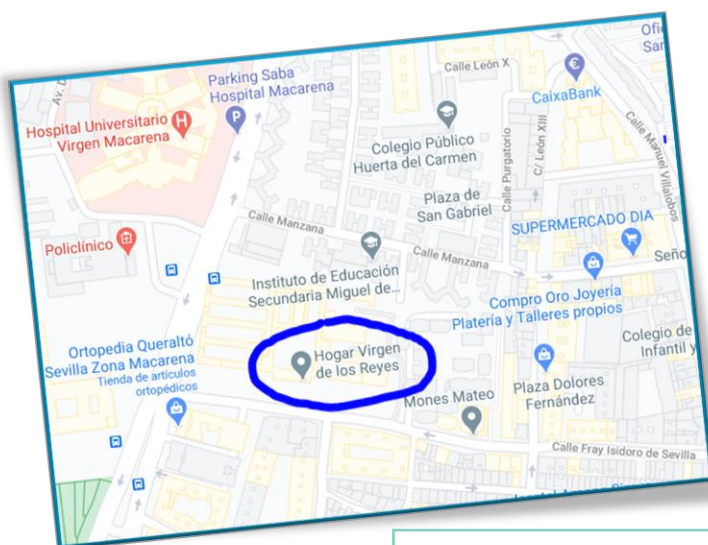 Calle León X
Parking Saba
Hospital Macarena
CaixaBank
Hospital Universitario
Virgen Macarena
Colegio Público
Huerta del Carmen
Calle Purgatorio
C/ León XIII
Calle Manuel Villalobos
Plaza de
San Gabriel
Calle Manzana
SUPERMERCADO DIA
Policlínico
Calle Manzana
Seño
Instituto de Educación
Secundaria Miguel de...
Compro Oro Joyería
Platería y Talleres propios
Ortopedia Queraltó
Sevilla Zona Macarena
Tienda de artículos
ortopédicos
Hogar Virgen
de los Reyes
Colegio de
Infantil y
Mones Mateo
Plaza Dolores
Fernández
Calle Fray Isidoro de Sevilla